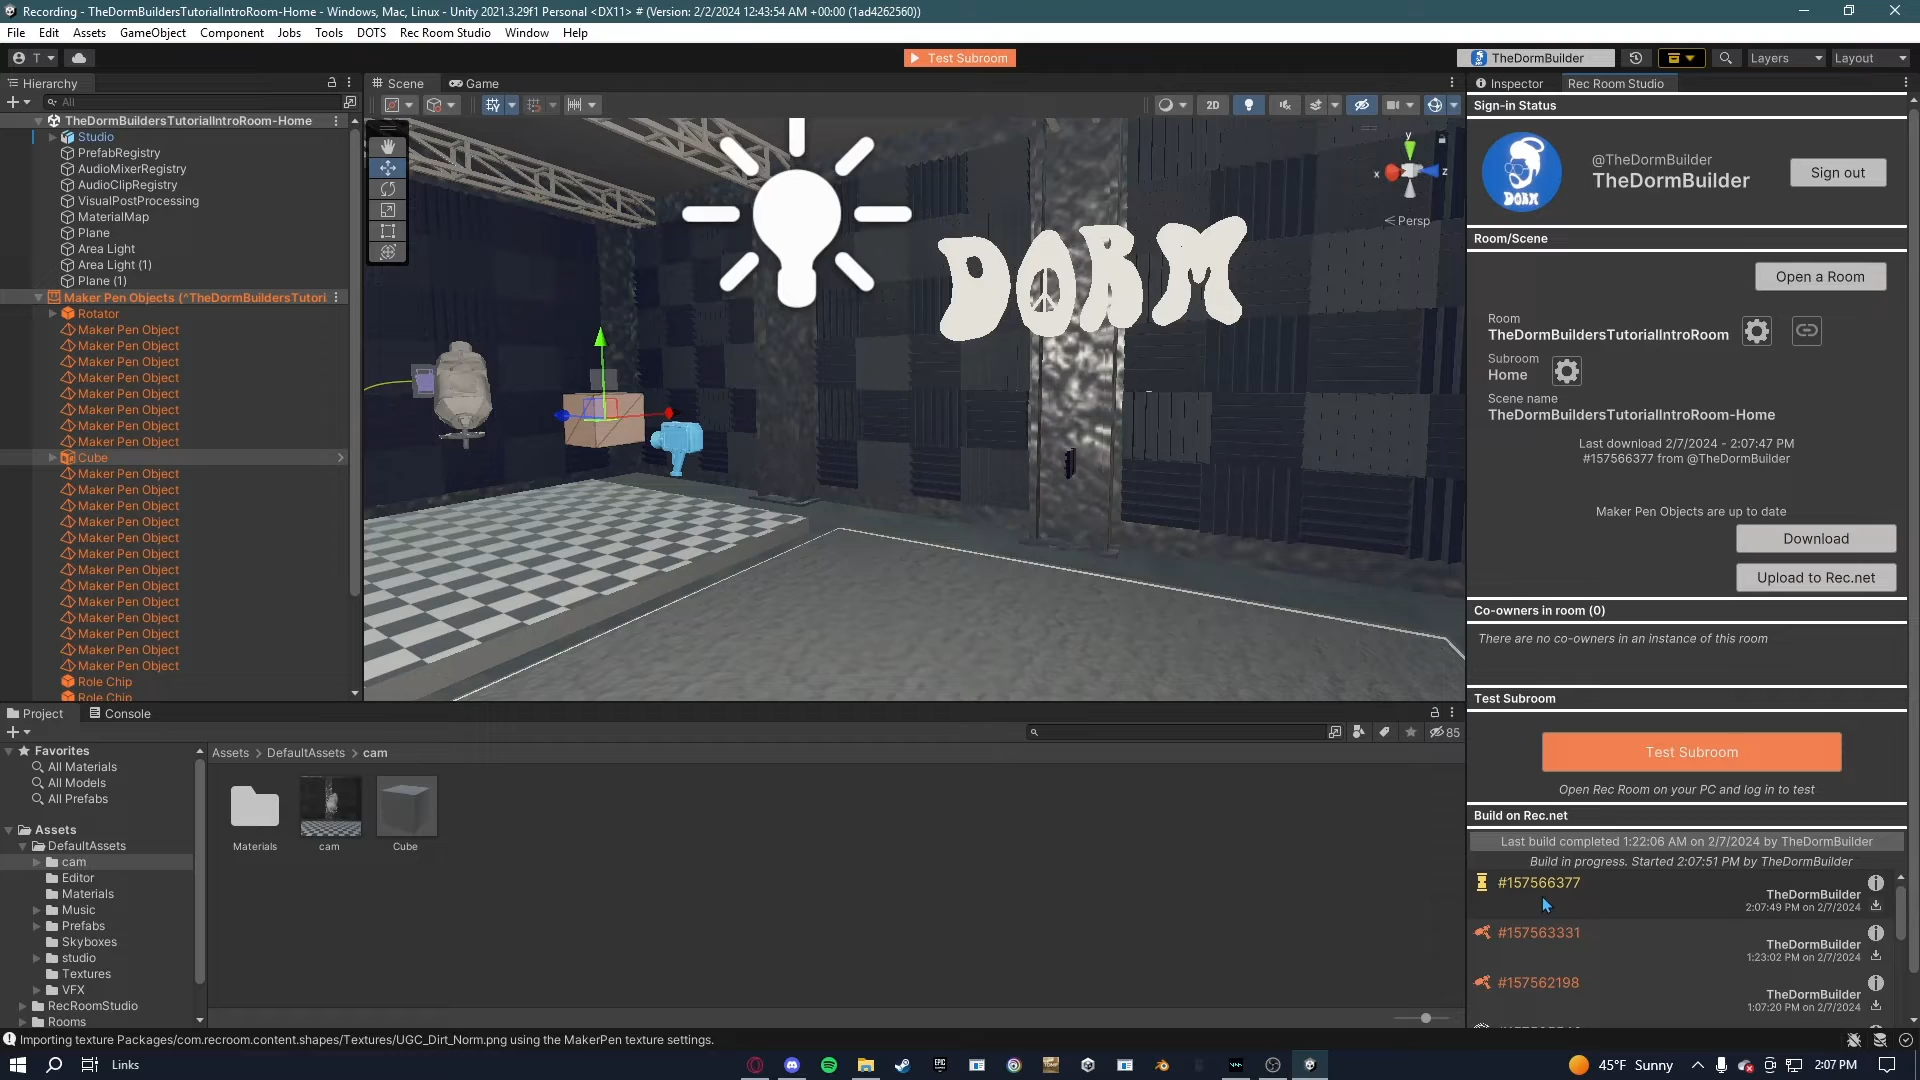 Recording - TheDormBuildersTutorialIntroRoom-Home - Windows, Mac, Linux - Unity 2021.3.29f1 Personal <DX11> # (Version: 2/2/2024 12:43:54 AM +00:00 (1ad4262560))
File Edit Assets GameObject Component Jobs Tools DOTS Rec Room Studio Window Help
T
Test Subroom
TheDormBuilder
Layers
Layout
Hierarchy
All
TheDormBuildersTutorialIntroRoom-Home
Studio
PrefabRegistry
AudioMixerRegistry
AudioClipRegistry
VisualPostProcessing
MaterialMap
Plane
Area Light
Area Light (1)
Plane (1)
Maker Pen Objects (^TheDormBuildersTutori
Rotator
Maker Pen Object
Maker Pen Object
Maker Pen Object
Maker Pen Object
Maker Pen Object
Maker Pen Object
Maker Pen Object
Maker Pen Object
Cube
Maker Pen Object
Maker Pen Object
Maker Pen Object
Maker Pen Object
Maker Pen Object
Maker Pen Object
Maker Pen Object
Maker Pen Object
Maker Pen Object
Maker Pen Object
Maker Pen Object
Maker Pen Object
Maker Pen Object
Role Chip
Role Chip
Scene
Game
2D
y
x
z
Persp
DORM
Inspector
Rec Room Studio
Sign-in Status
DORM
@TheDormBuilder
TheDormBuilder
Sign out
Room/Scene
Open a Room
Room
TheDormBuildersTutorialIntroRoom
Subroom
Home
Scene name
TheDormBuildersTutorialIntroRoom-Home
Last download 2/7/2024 - 2:07:47 PM
#157566377 from @TheDormBuilder
Maker Pen Objects are up to date
Download
Upload to Rec.net
Co-owners in room (0)
There are no co-owners in an instance of this room
Test Subroom
Test Subroom
Open Rec Room on your PC and log in to test
Build on Rec.net
Last build completed 1:22:06 AM on 2/7/2024 by TheDormBuilder
Build in progress. Started 2:07:51 PM by TheDormBuilder
#157566377
TheDormBuilder
2:07:49 PM on 2/7/2024
#157563331
TheDormBuilder
1:23:02 PM on 2/7/2024
#157562198
TheDormBuilder
1:07:20 PM on 2/7/2024
Project
Console
85
Favorites
All Materials
All Models
All Prefabs
Assets
DefaultAssets
cam
Editor
Materials
Music
Prefabs
Skyboxes
studio
Textures
VFX
RecRoomStudio
Rooms
Assets > DefaultAssets > cam
Materials
cam
Cube
Importing texture Packages/com.recroom.content.shapes/Textures/UGC_Dirt_Norm.png using the MakerPen texture settings.
Links
EPIC
45°F Sunny
2:07 PM